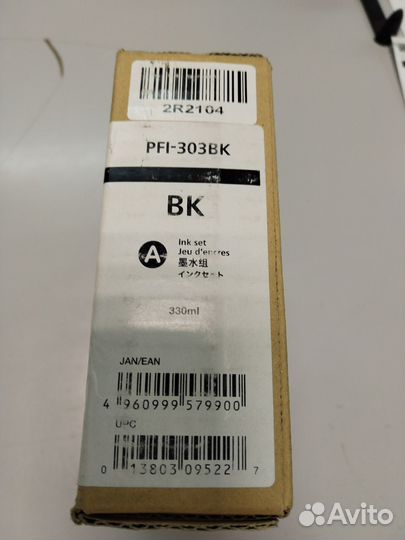 2R2104
PFI-303BK
BK
A
Ink set
Jeu d'encres
墨水组
インクセット
330ml
JAN/EAN
4 960999 579900
UPC
0 13803 09522 7
Avito